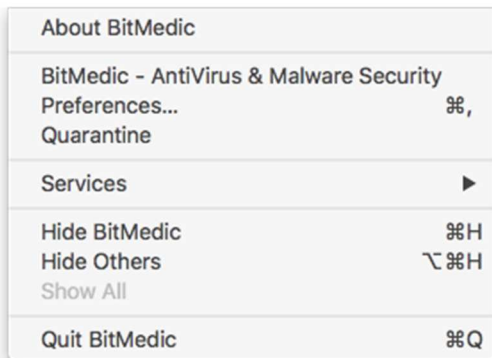 About BitMedic
BitMedic - AntiVirus & Malware Security
Preferences... ⌘,
Quarantine
Services ▶
Hide BitMedic ⌘H
Hide Others ⌥⌘H
Show All
Quit BitMedic ⌘Q